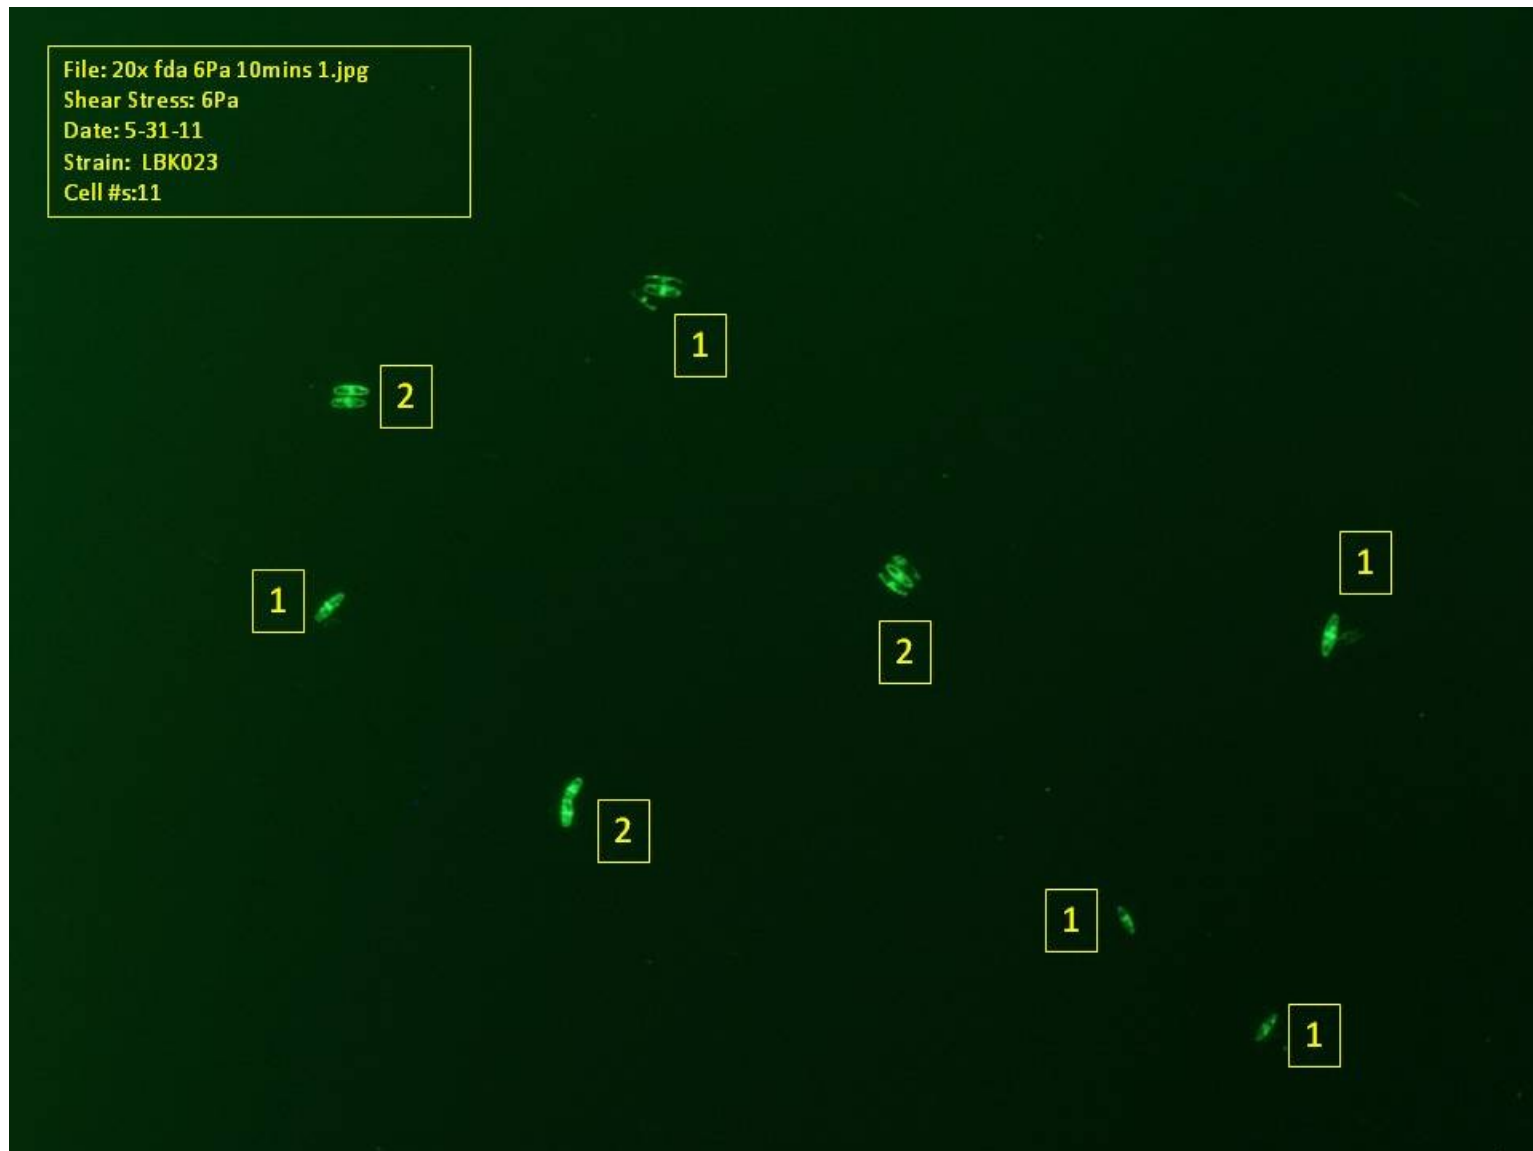 File: 20x fda 6Pa 10mins 1.jpg
Shear Stress: 6Pa
Date: 5-31-11
Strain:  LBK023
Cell #s:11
1
2
1
1
2
2
1
1